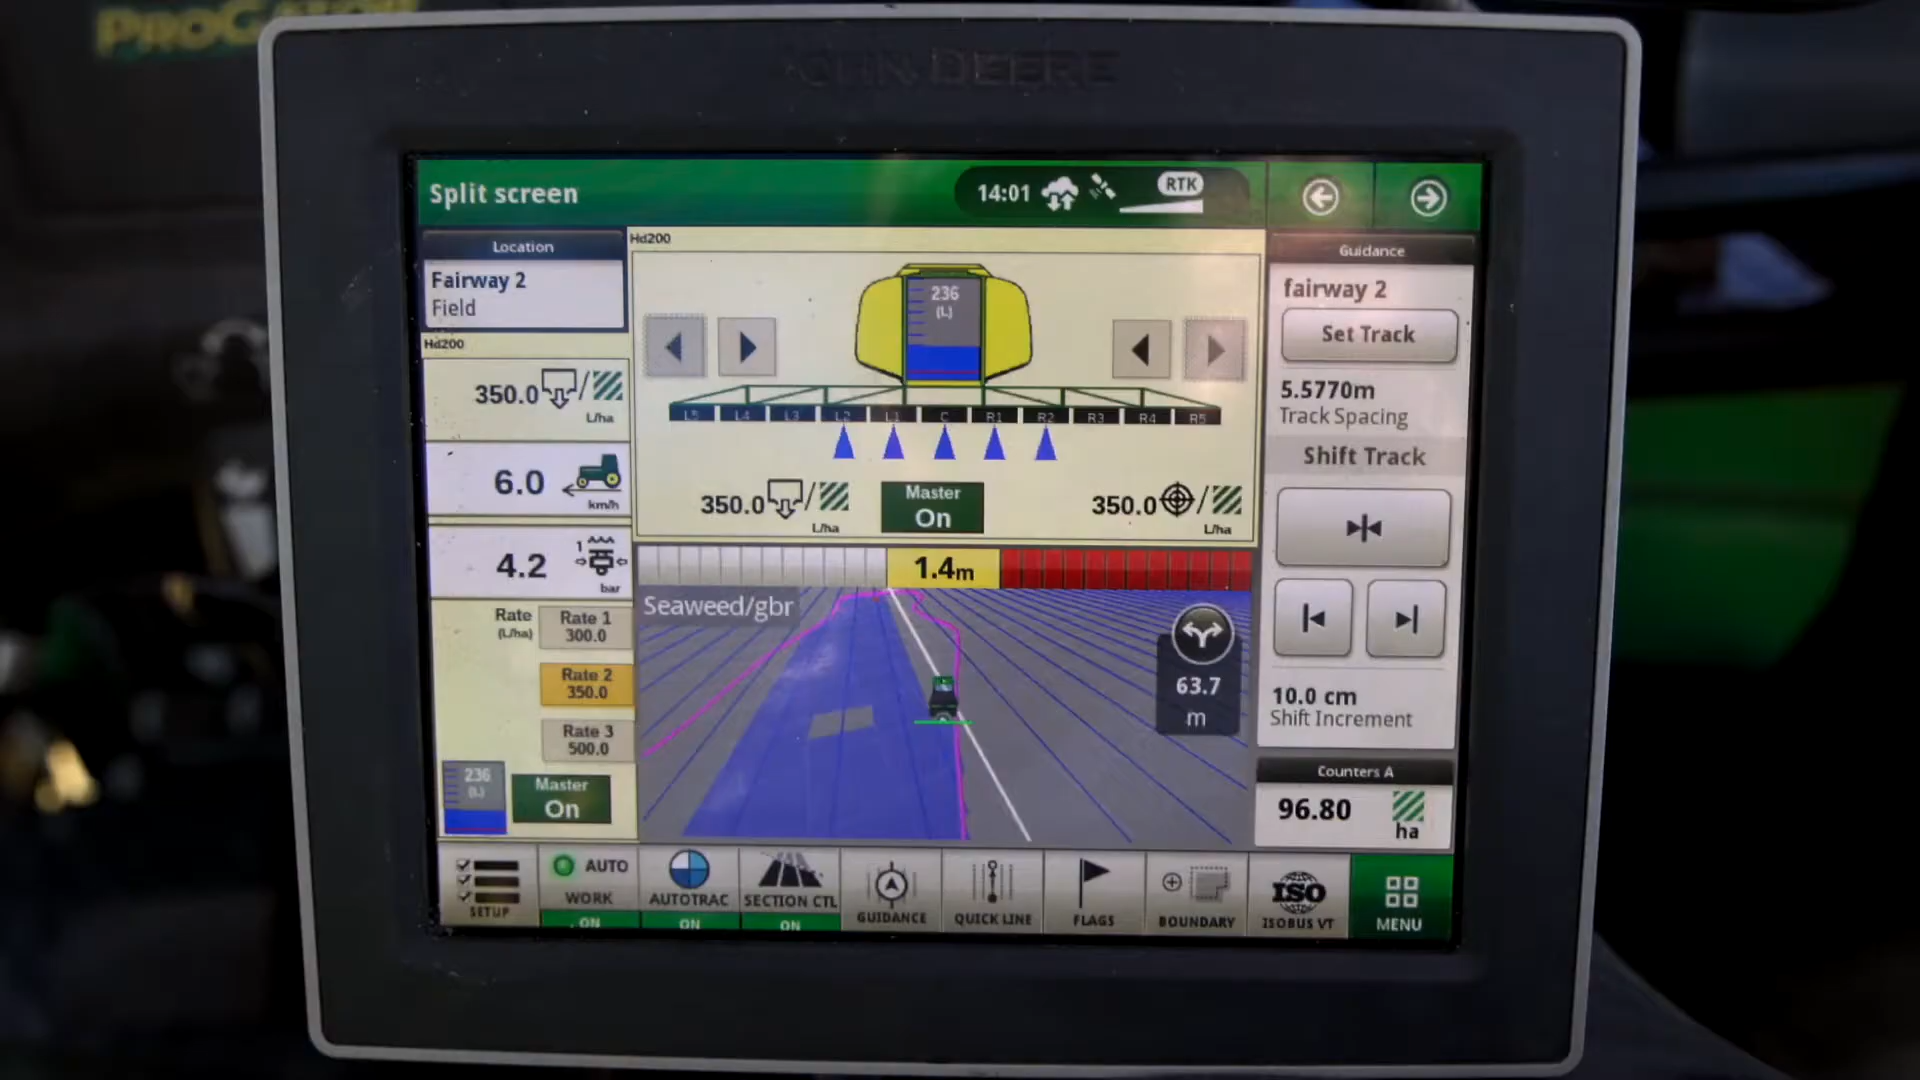 PROGATOR
JOHN DEERE
Split screen
14:01
RTK
Location
Fairway 2
Field
Hd200
350.0 /
L/ha
6.0
km/h
4.2
1
bar
Rate
(L/ha)
Rate 1
300.0
Rate 2
350.0
Rate 3
500.0
236
(L)
Master
On
Hd200
236
(L)
L5 L4 L3 L2 L1 C R1 R2 R3 R4 R5
350.0 /
L/ha
Master
On
350.0 /
L/ha
1.4m
Seaweed/gbr
63.7
m
Guidance
fairway 2
Set Track
5.5770m
Track Spacing
Shift Track
10.0 cm
Shift Increment
Counters A
96.80
ha
SETUP
AUTO
WORK
ON
AUTOTRAC
ON
SECTION CTL
ON
GUIDANCE
QUICK LINE
FLAGS
BOUNDARY
ISO
ISOBUS VT
MENU